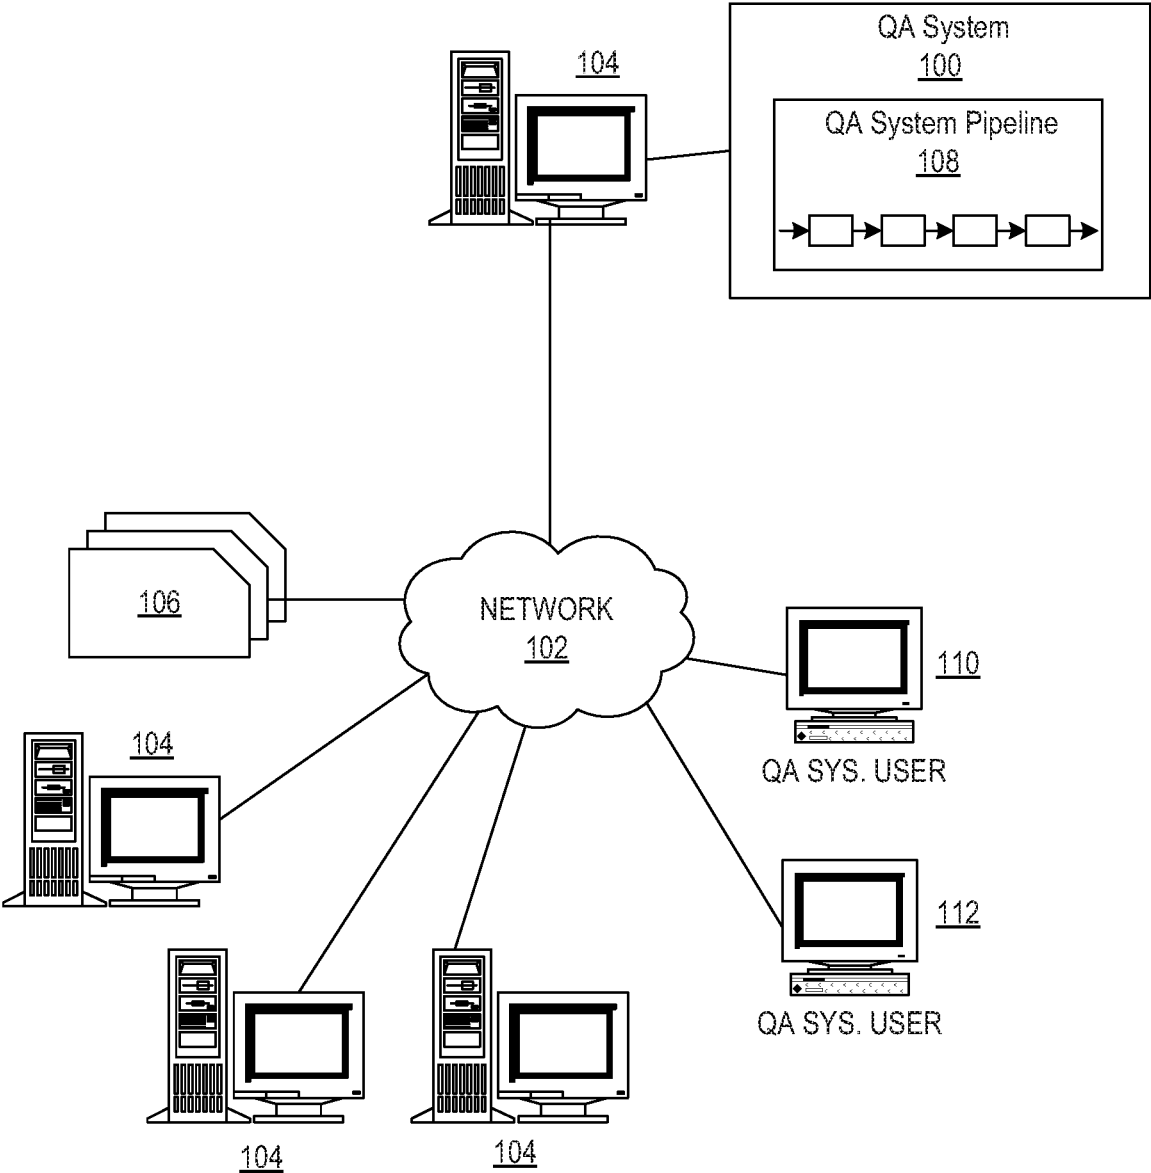 104
QA System
100
QA System Pipeline
108
106
NETWORK
102
110
QA SYS. USER
104
112
QA SYS. USER
104
104